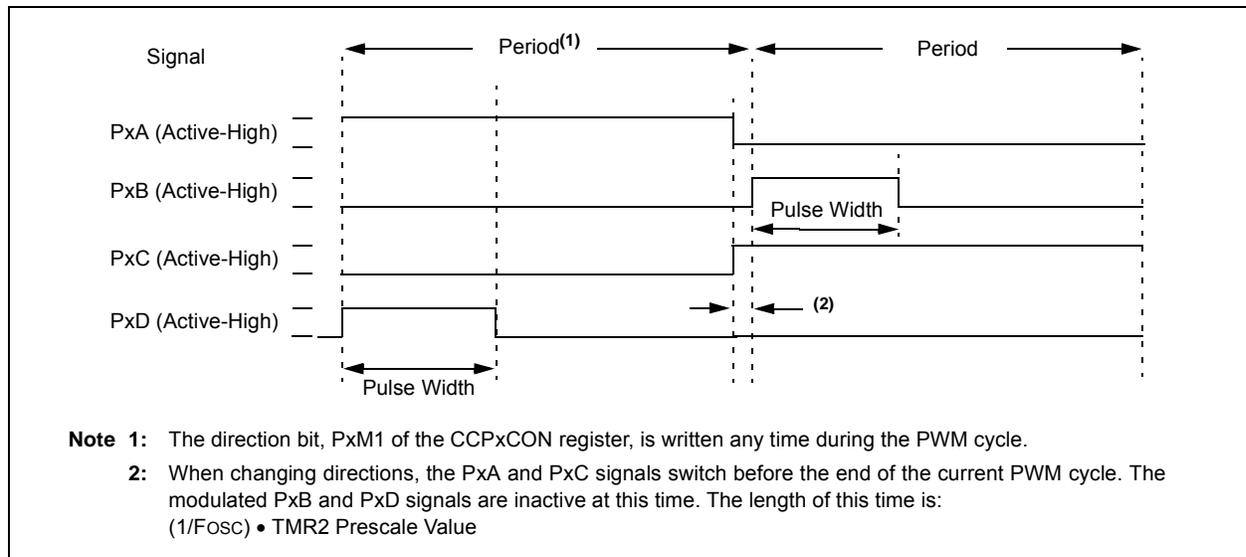 Signal
Period(1)
Period
PxA (Active-High)
PxB (Active-High)
Pulse Width
PxC (Active-High)
(2)
PxD (Active-High)
Pulse Width
Note 1: The direction bit, PxM1 of the CCPxCON register, is written any time during the PWM cycle.
2: When changing directions, the PxA and PxC signals switch before the end of the current PWM cycle. The
modulated PxB and PxD signals are inactive at this time. The length of this time is:
(1/FOSC) • TMR2 Prescale Value